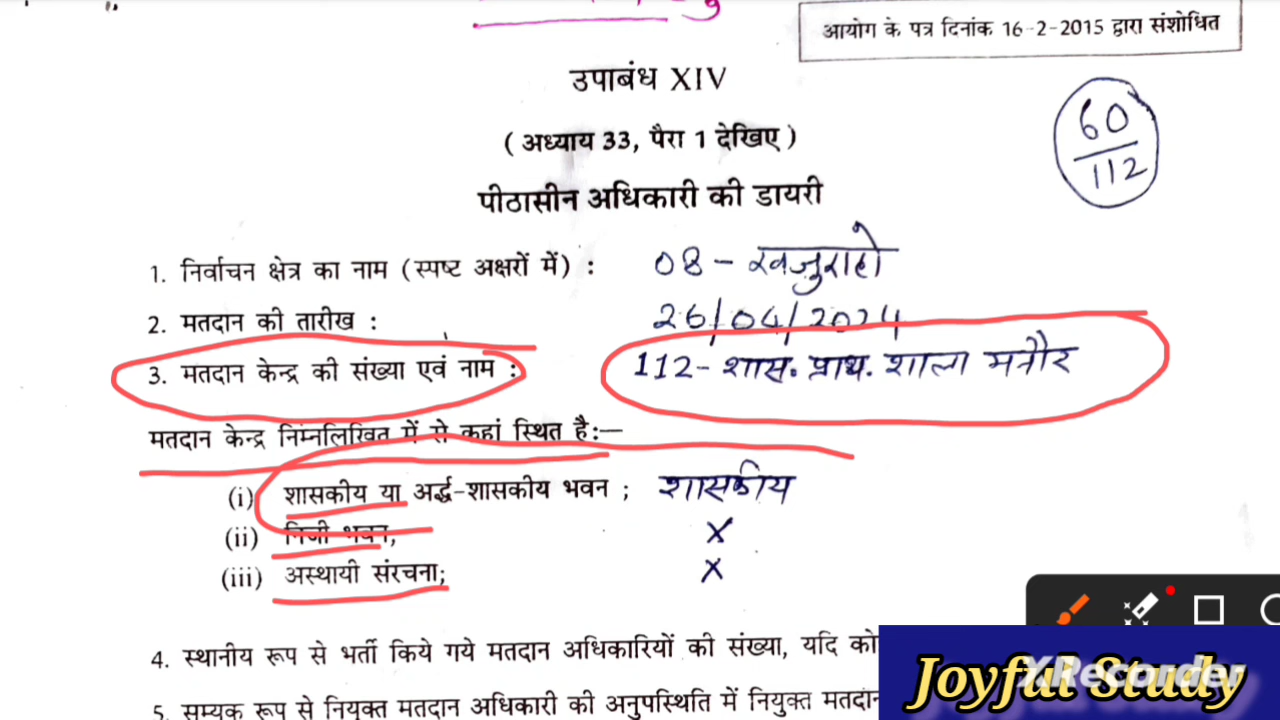 आयोग के पत्र दिनांक 16-2-2015 द्वारा संशोधित
उपाबंध XIV
60
112
( अध्याय 33, पैरा 1 देखिए )
पीठासीन अधिकारी की डायरी
1. निर्वाचन क्षेत्र का नाम (स्पष्ट अक्षरों में) : 08 - खजुराहो
2. मतदान की तारीख : 26/04/2024
3. मतदान केन्द्र की संख्या एवं नाम : 112- शास. प्राथ. शाला मनौर
मतदान केन्द्र निम्नलिखित में से कहां स्थित है:—
(i) शासकीय या अर्द्ध-शासकीय भवन ; शासकीय
(ii) निजी भवन, X
(iii) अस्थायी संरचना; X
4. स्थानीय रूप से भर्ती किये गये मतदान अधिकारियों की संख्या, यदि को
5. सम्यक रूप से नियुक्त मतदान अधिकारी की अनुपस्थिति में नियुक्त मतदान
Joyful Study
XRecorder